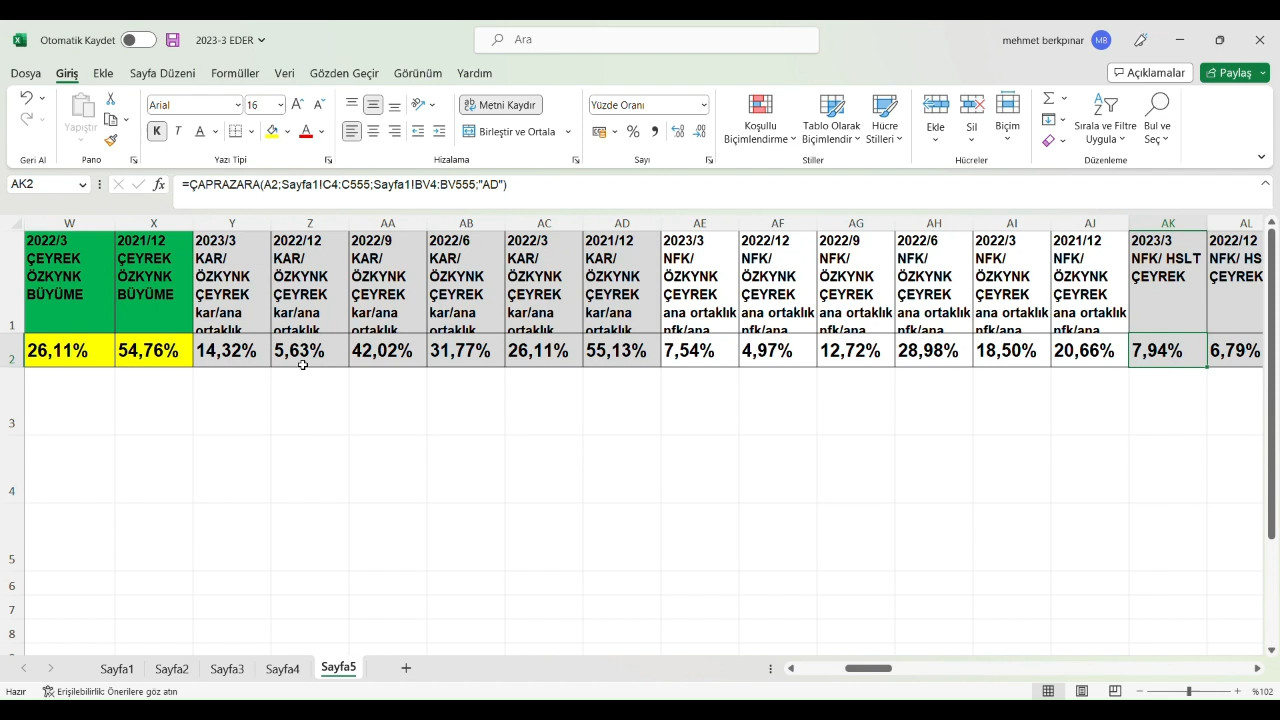 Otomatik Kaydet
2023-3 EDER
Ara
mehmet berkpınar
MB
Dosya Giriş Ekle Sayfa Düzeni Formüller Veri Gözden Geçir Görünüm Yardım
Açıklamalar
Paylaş
Yapıştır
Arial
16
K T A
A
Metni Kaydır
Birleştir ve Ortala
Yüzde Oranı
Koşullu
Biçimlendirme
Tablo Olarak
Biçimlendir
Hücre
Stilleri
Ekle
Sil
Biçim
Sırala ve Filtre
Uygula
Bul ve
Seç
Geri Al
Pano
Yazı Tipi
Hizalama
Sayı
Stiller
Hücreler
Düzenleme
AK2
fx
=ÇAPRAZARA(A2;Sayfa1!C4:C555;Sayfa1!BV4:BV555;"AD")
W X Y Z AA AB AC AD AE AF AG AH AI AJ AK AL
2022/3 2021/12 2023/3 2022/12 2022/9 2022/6 2022/3 2021/12 2023/3 2022/12 2022/9 2022/6 2022/3 2021/12 2023/3 2022/12
ÇEYREK ÇEYREK KAR/ KAR/ KAR/ KAR/ KAR/ KAR/ NFK/ NFK/ NFK/ NFK/ NFK/ NFK/ NFK/ HSLT NFK/ HS
ÖZKYNK ÖZKYNK ÖZKYNK ÖZKYNK ÖZKYNK ÖZKYNK ÖZKYNK ÖZKYNK ÖZKYNK ÖZKYNK ÖZKYNK ÖZKYNK ÖZKYNK ÖZKYNK ÇEYREK ÇEYREK
BÜYÜME BÜYÜME ÇEYREK ÇEYREK ÇEYREK ÇEYREK ÇEYREK ÇEYREK ÇEYREK ÇEYREK ÇEYREK ÇEYREK ÇEYREK ÇEYREK
kar/ana kar/ana kar/ana kar/ana kar/ana kar/ana ana ortaklık ana ortaklık ana ortaklık ana ortaklık ana ortaklık ana ortaklık
1 ortaklık ortaklık ortaklık ortaklık ortaklık ortaklık nfk/ana nfk/ana nfk/ana nfk/ana nfk/ana nfk/ana
2 26,11% 54,76% 14,32% 5,63% 42,02% 31,77% 26,11% 55,13% 7,54% 4,97% 12,72% 28,98% 18,50% 20,66% 7,94% 6,79%
3
4
5
6
7
8
Sayfa1 Sayfa2 Sayfa3 Sayfa4 Sayfa5
Hazır
Erişilebilirlik: Önerilere göz atın
%102